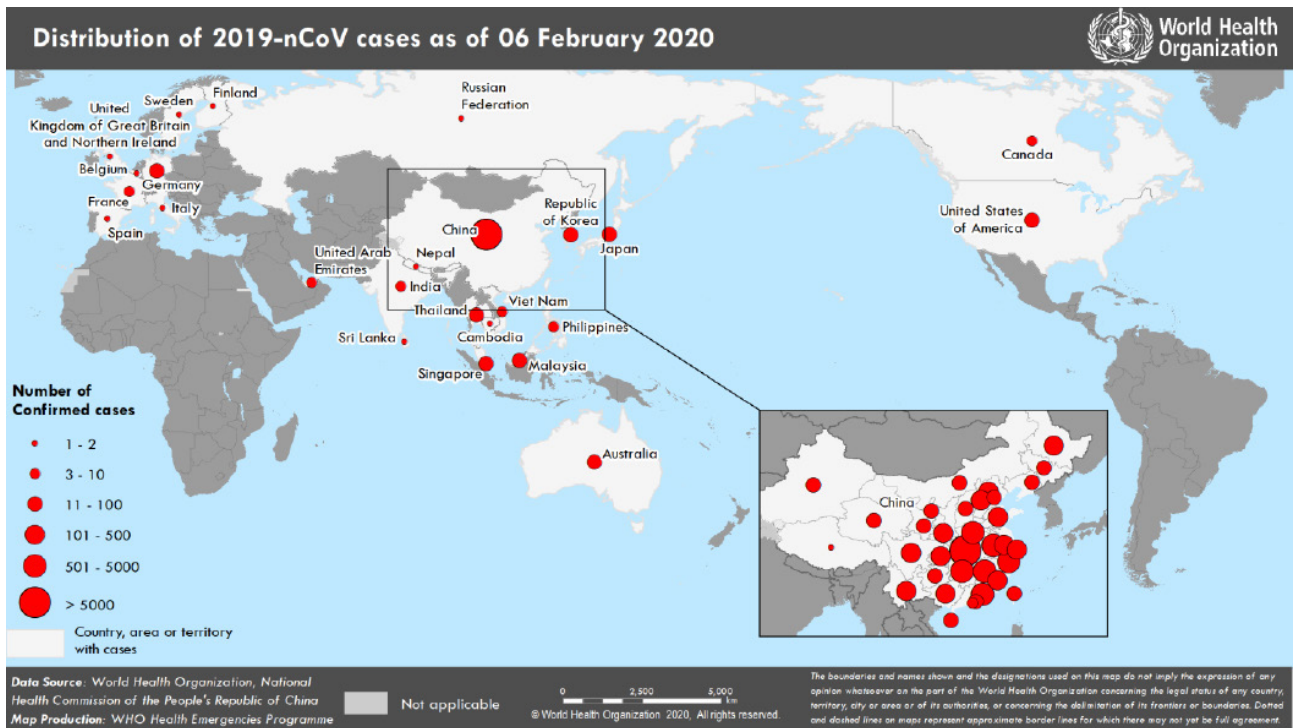 Distribution of 2019-nCoV cases as of 06 February 2020
World Health
Organization
Finland
Sweden
United
Kingdom of Great Britain
and Northern Ireland
Belgium
Germany
France
Italy
Spain
Russian
Federation
Canada
United States
of America
China
Republic
of Korea
Japan
Nepal
United Arab
Emirates
India
Thailand
Viet Nam
Cambodia
Philippines
Sri Lanka
Singapore
Malaysia
Australia
China
Number of
Confirmed cases
1 - 2
3 - 10
11 - 100
101 - 500
501 - 5000
> 5000
Country, area or territory
with cases
Data Source: World Health Organization, National
Health Commission of the People's Republic of China
Map Production: WHO Health Emergencies Programme
Not applicable
0 2,500 5,000
km
© World Health Organization 2020, All rights reserved.
The boundaries and names shown and the designations used on this map do not imply the expression of any
opinion whatsoever on the part of the World Health Organization concerning the legal status of any country,
territory, city or area or of its authorities, or concerning the delimitation of its frontiers or boundaries. Dotted
and dashed lines on maps represent approximate border lines for which there may not yet be full agreement.